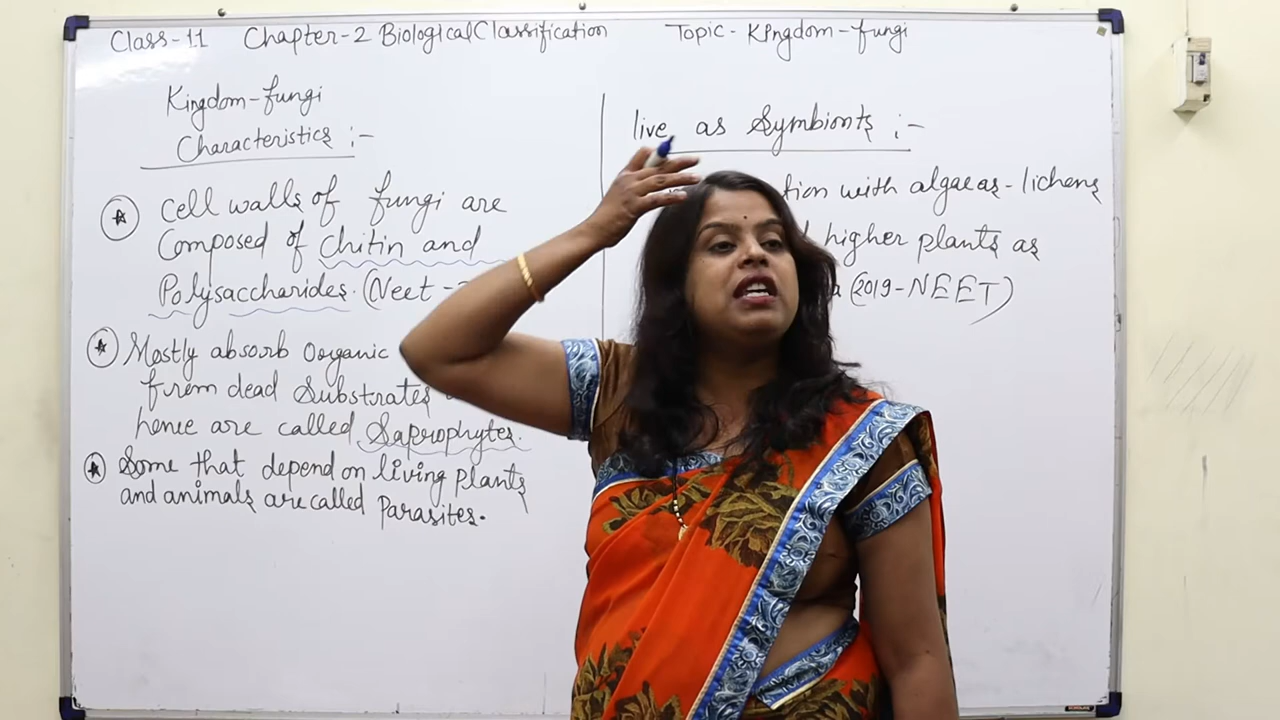 Class-11 Chapter-2 Biological Classification Topic - Kingdom-fungi
Kingdom-fungi
Characteristics :-
Cell walls of fungi are
Composed of chitin and
Polysaccharides. (Neet -
Mostly absorb Oorganic
from dead Substrates
hence are called Saprophytes.
Some that depend on living plants
and animals are called Parasites.
live as Symbionts :-
tion with algae as - lichens
higher plants as
a (2019-NEET)